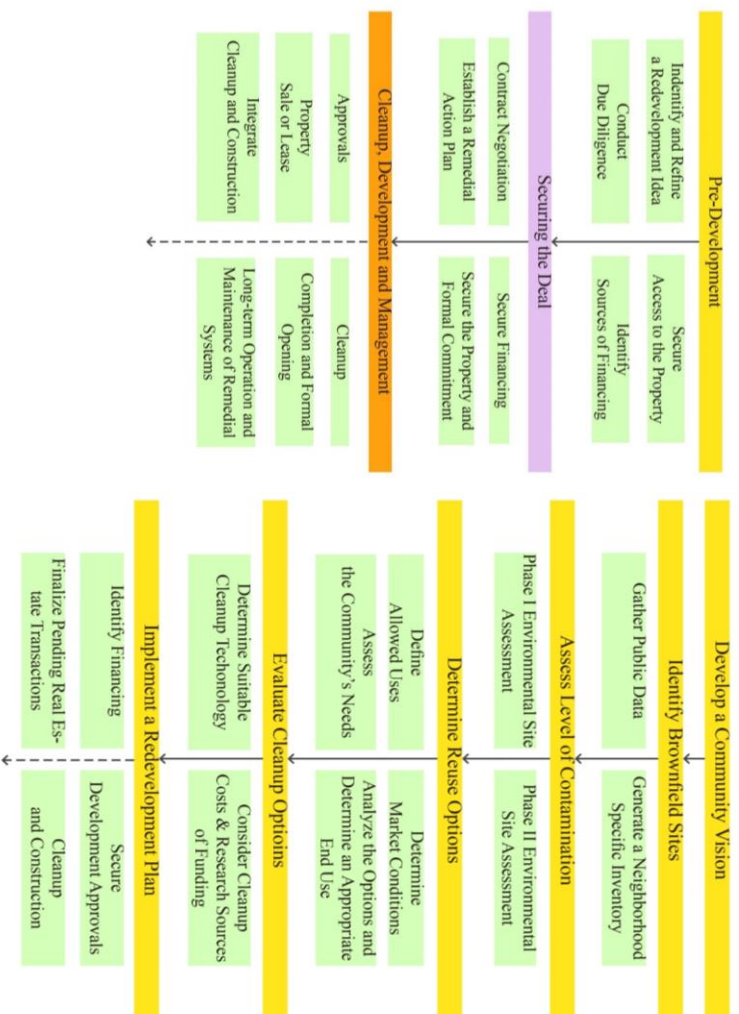 Pre-Development
Indentify and Refine
a Redevelopment Idea
Secure
Access to the Property
Conduct
Due Diligence
Identify
Sources of Financing
Securing the Deal
Contract Negotiation
Secure Financing
Establish a Remedial
Action Plan
Secure the Property and
Formal Commitment
Cleanup, Development and Management
Approvals
Cleanup
Property
Sale or Lease
Completion and Formal
Opening
Integrate
Cleanup and Construction
Long-term Operation and
Maintenance of Remedial
Systems
Develop a Community Vision
Identify Brownfield Sites
Gather Public Data
Generate a Neighborhood
Specific Inventory
Assess Level of Contamination
Phase I Environmental Site
Assessment
Phase II Environmental
Site Assessment
Determine Reuse Options
Define
Allowed Uses
Determine
Market Conditions
Assess
the Community's Needs
Analyze the Options and
Determine an Appropriate
End Use
Evaluate Cleanup Optioins
Determine Suitable
Cleanup Techonology
Consider Cleanup
Costs & Research Sources
of Funding
Implement a Redevelopment Plan
Identify Financing
Secure
Development Approvals
Finalize Pending Real Es-
tate Transactions
Cleanup
and Construction